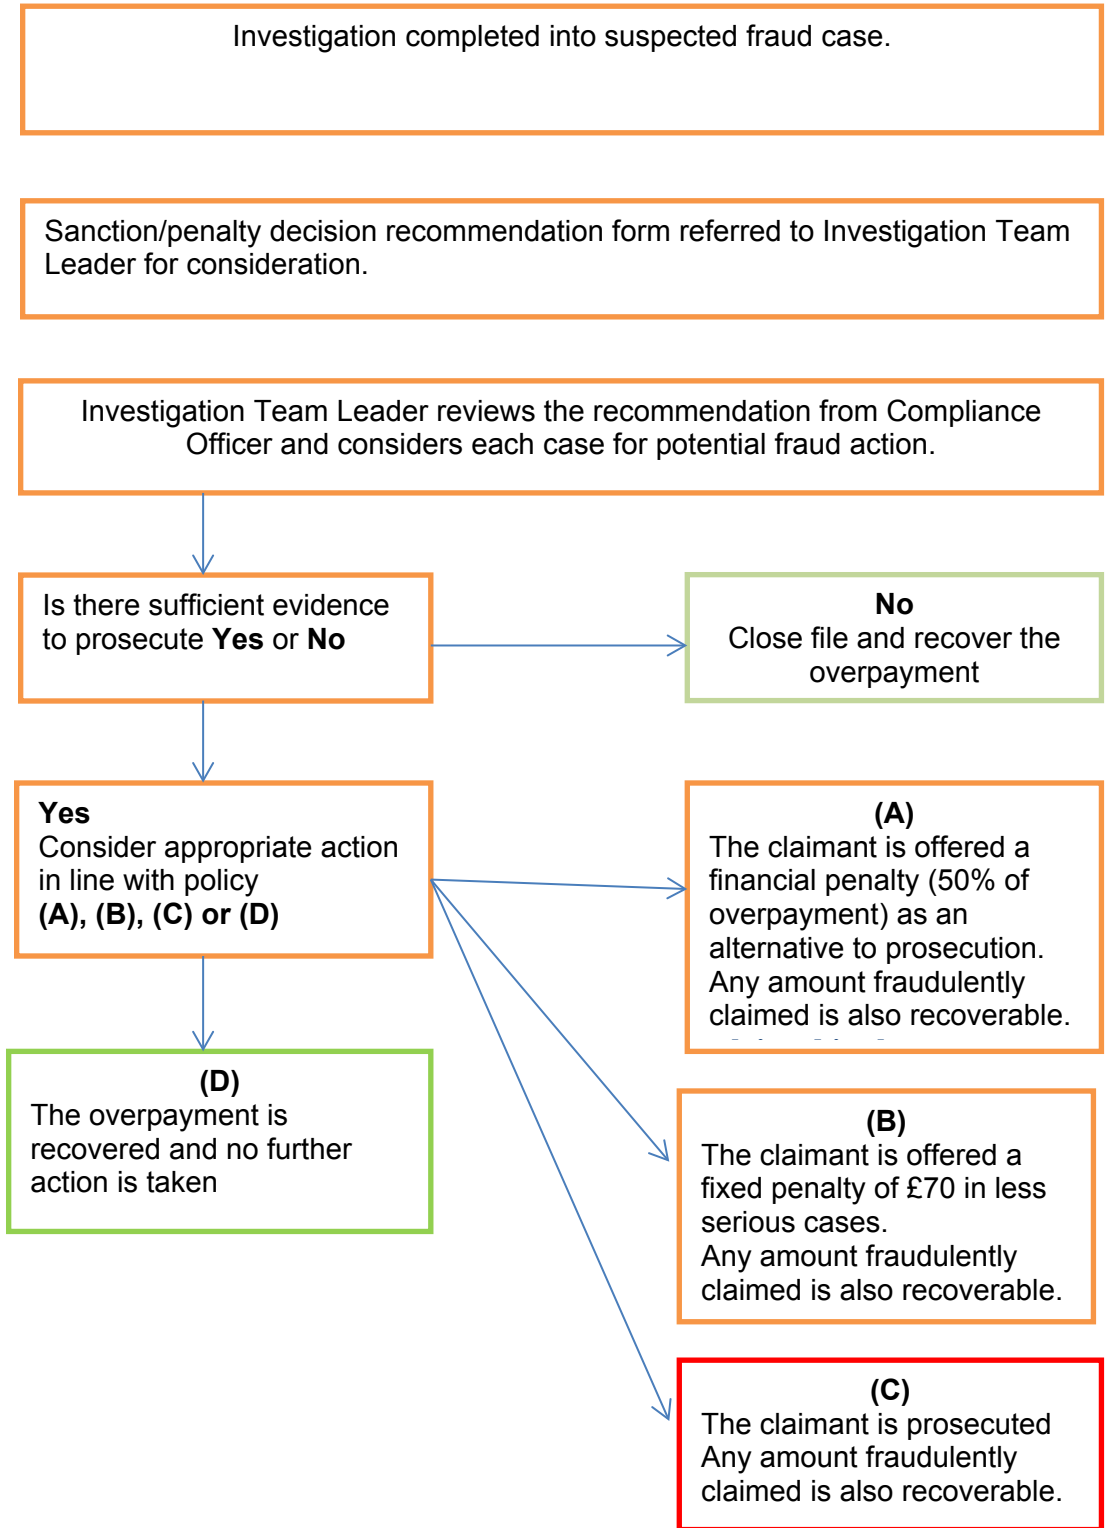 Investigation completed into suspected fraud case.
Sanction/penalty decision recommendation form referred to Investigation Team
Leader for consideration.
Investigation Team Leader reviews the recommendation from Compliance
Officer and considers each case for potential fraud action.
Is there sufficient evidence
to prosecute Yes or No
No
Close file and recover the
overpayment
Yes
Consider appropriate action
in line with policy
(A), (B), (C) or (D)
(A)
The claimant is offered a
financial penalty (50% of
overpayment) as an
alternative to prosecution.
Any amount fraudulently
claimed is also recoverable.
(D)
The overpayment is
recovered and no further
action is taken
(B)
The claimant is offered a
fixed penalty of £70 in less
serious cases.
Any amount fraudulently
claimed is also recoverable.
(C)
The claimant is prosecuted
Any amount fraudulently
claimed is also recoverable.